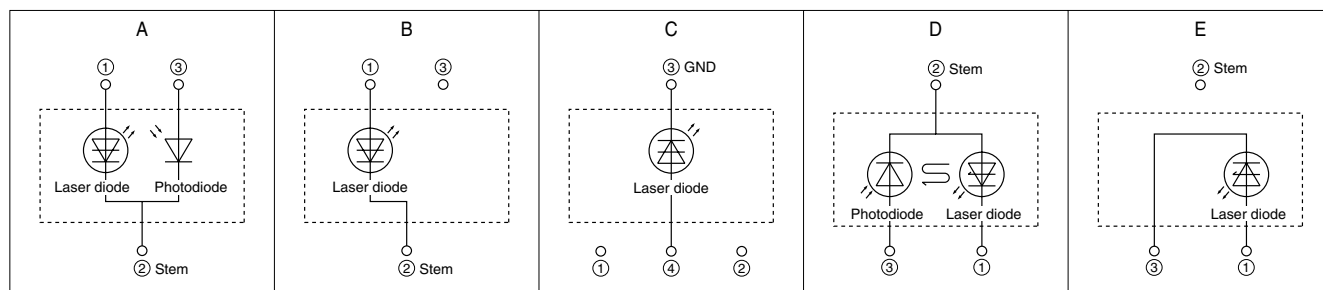 A
① ③
Laser diode Photodiode
② Stem
B
① ③
Laser diode
② Stem
C
③ GND
Laser diode
① ④ ②
D
② Stem
Photodiode Laser diode
③ ①
E
② Stem
Laser diode
③ ①